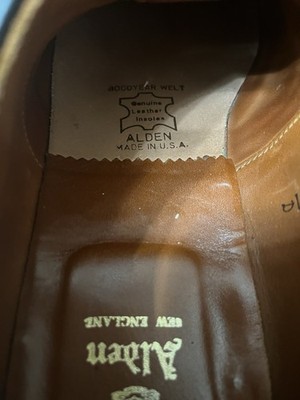 GOODYEAR WELT
Genuine
Leather
Insoles
ALDEN
MADE IN U.S.A.
NEW ENGLAND
Alden